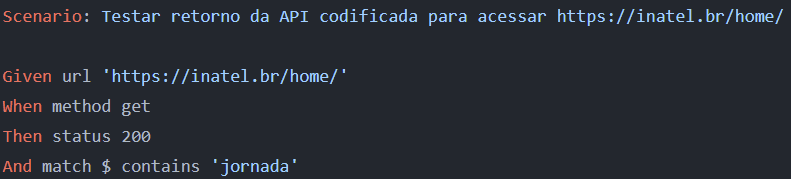 Scenario: Testar retorno da API codificada para acessar https://inatel.br/home/
Given url 'https://inatel.br/home/'
When method get
Then status 200
And match $ contains 'jornada'